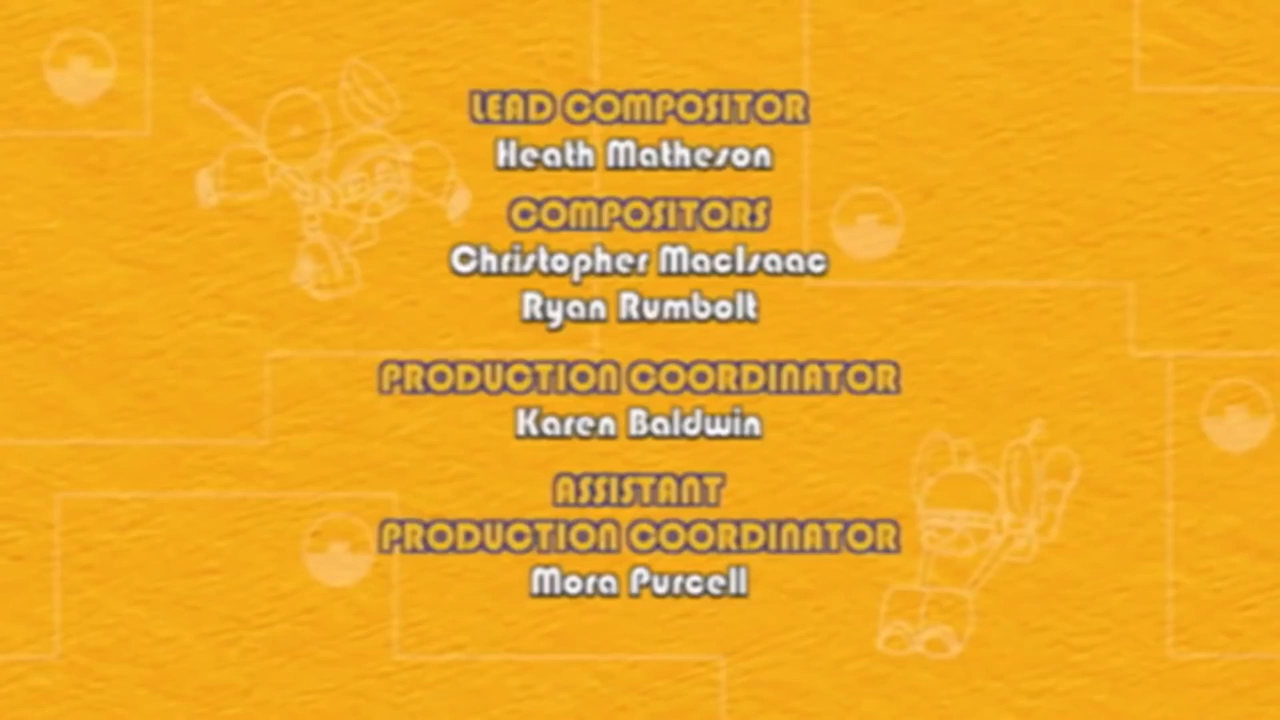 LEAD COMPOSITOR
Heath Matheson
COMPOSITORS
Christopher MacIsaac
Ryan Rumbolt
PRODUCTION COORDINATOR
Karen Baldwin
ASSISTANT
PRODUCTION COORDINATOR
Mora Purcell